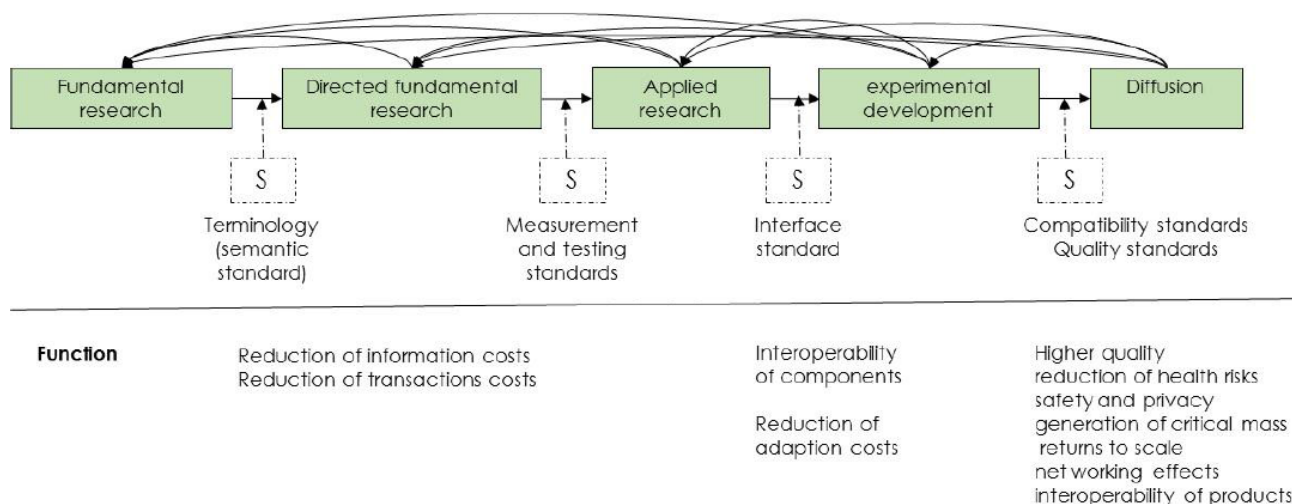 Fundamental
research
Directed fundamental
research
Applied
research
experimental
development
Diffusion
S
S
S
S
Terminology
(semantic
standard)
Measurement
and testing
standards
Interface
standard
Compatibility standards
Quality standards
Function
Reduction of information costs
Reduction of transactions costs
Interoperability
of components
Reduction of
adaption costs
Higher quality
reduction of health risks
safety and privacy
generation of critical mass
returns to scale
net working effects
interoperability of products